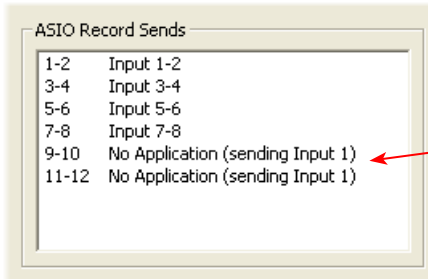 ASIO Record Sends
1-2 Input 1-2
3-4 Input 3-4
5-6 Input 5-6
7-8 Input 7-8
9-10 No Application (sending Input 1)
11-12 No Application (sending Input 1)